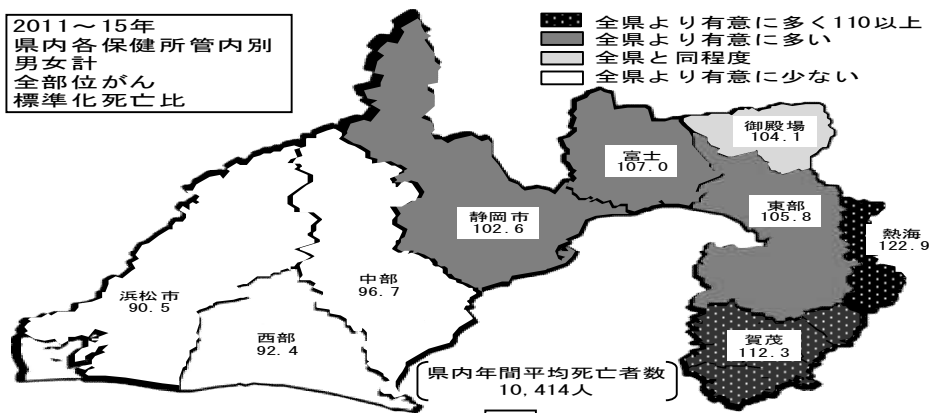 2011～15年
県内各保健所管内別
男女計
全部位がん
標準化死亡比
全県より有意に多く110以上
全県より有意に多い
全県と同程度
全県より有意に少ない
御殿場
104.1
富士
107.0
東部
105.8
熱海
122.9
静岡市
102.6
中部
96.7
浜松市
90.5
西部
92.4
賀茂
112.3
県内年間平均死亡者数
10,414人